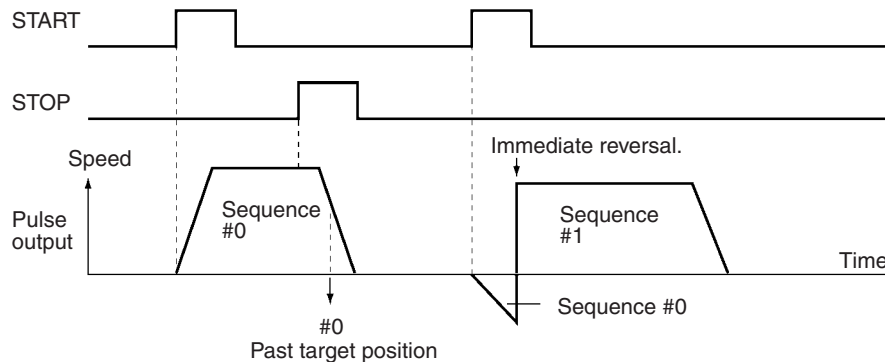 START
STOP
Immediate reversal.
Speed
Pulse
output
Sequence
#0
Sequence
#1
Time
Sequence #0
#0
Past target position